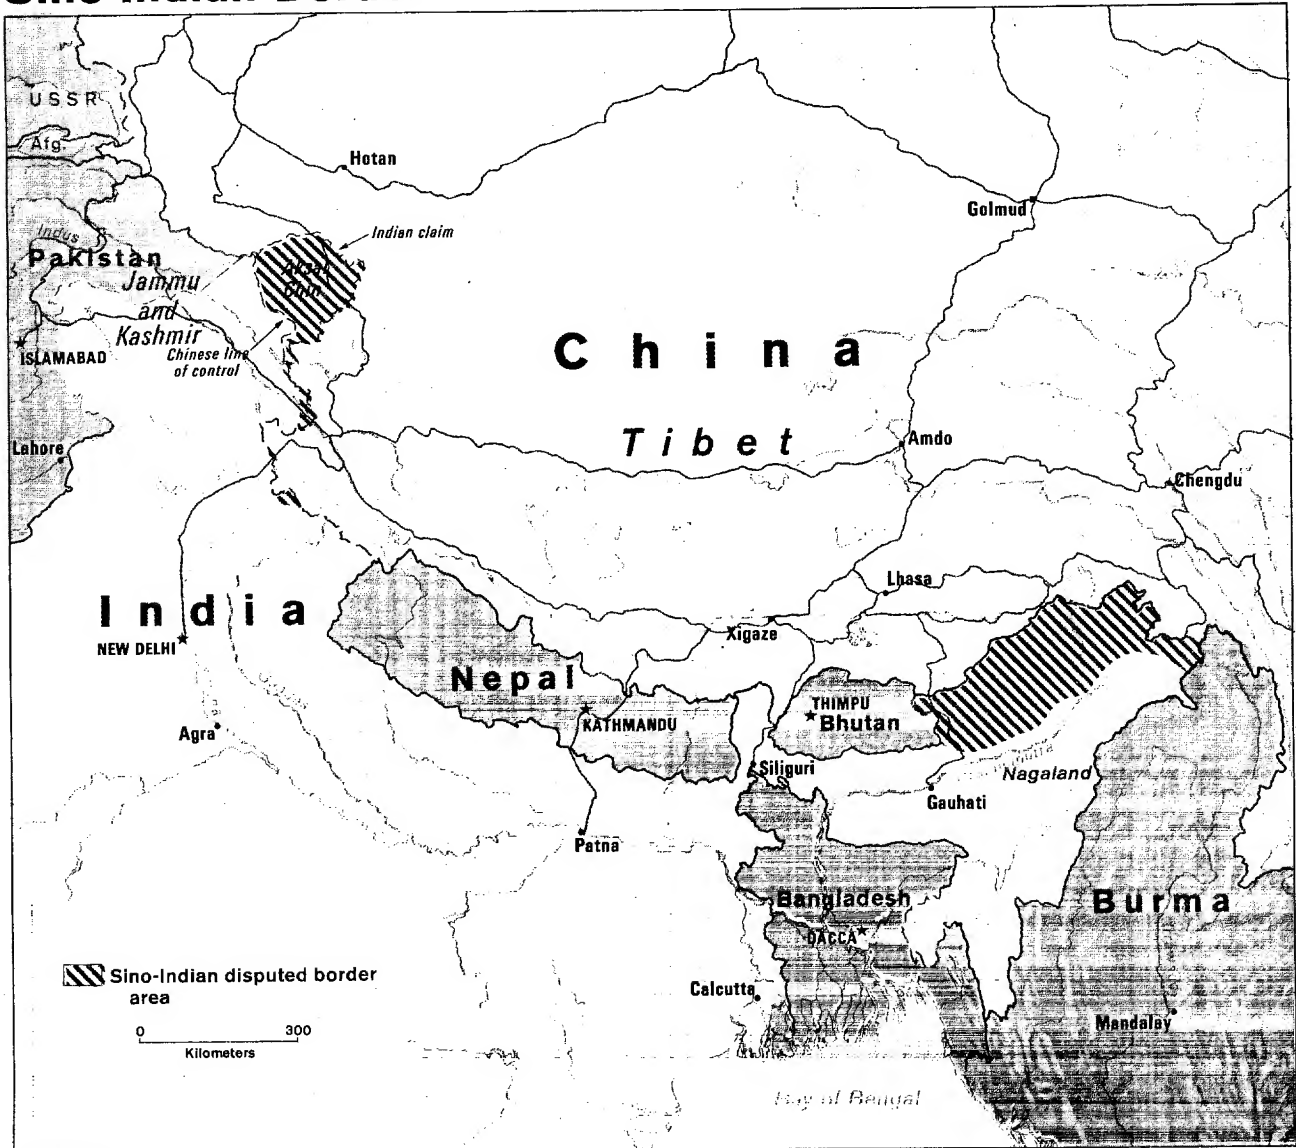 USSR
Afg.
Hotan
Golmud
Indian claim
Indus
Pakistan
Aksai
Chin
Jammu
and
Kashmir
Chinese line
of control
ISLAMABAD
China
Tibet
Amdo
Lahore
Chengdu
Lhasa
India
Xigaze
NEW DELHI
Nepal
THIMPU
Bhutan
KATHMANDU
Agra
Siliguri
Nagaland
Gauhati
Patna
Bangladesh
Burma
DACCA
Sino-Indian disputed border
area
Calcutta
0 300
Kilometers
Mandalay
Bay of Bengal